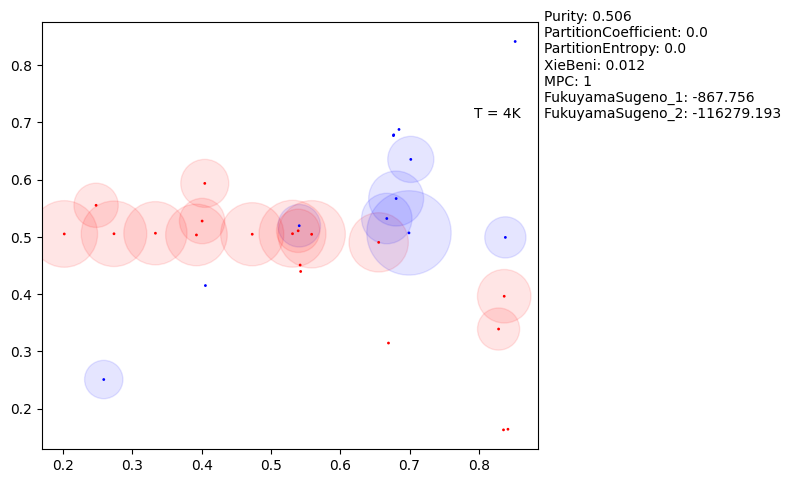 Purity: 0.506
PartitionCoefficient: 0.0
PartitionEntropy: 0.0
XieBeni: 0.012
MPC: 1
FukuyamaSugeno_1: -867.756
FukuyamaSugeno_2: -116279.193
T = 4K
0.8
0.7
0.6
0.5
0.4
0.3
0.2
0.2 0.3 0.4 0.5 0.6 0.7 0.8